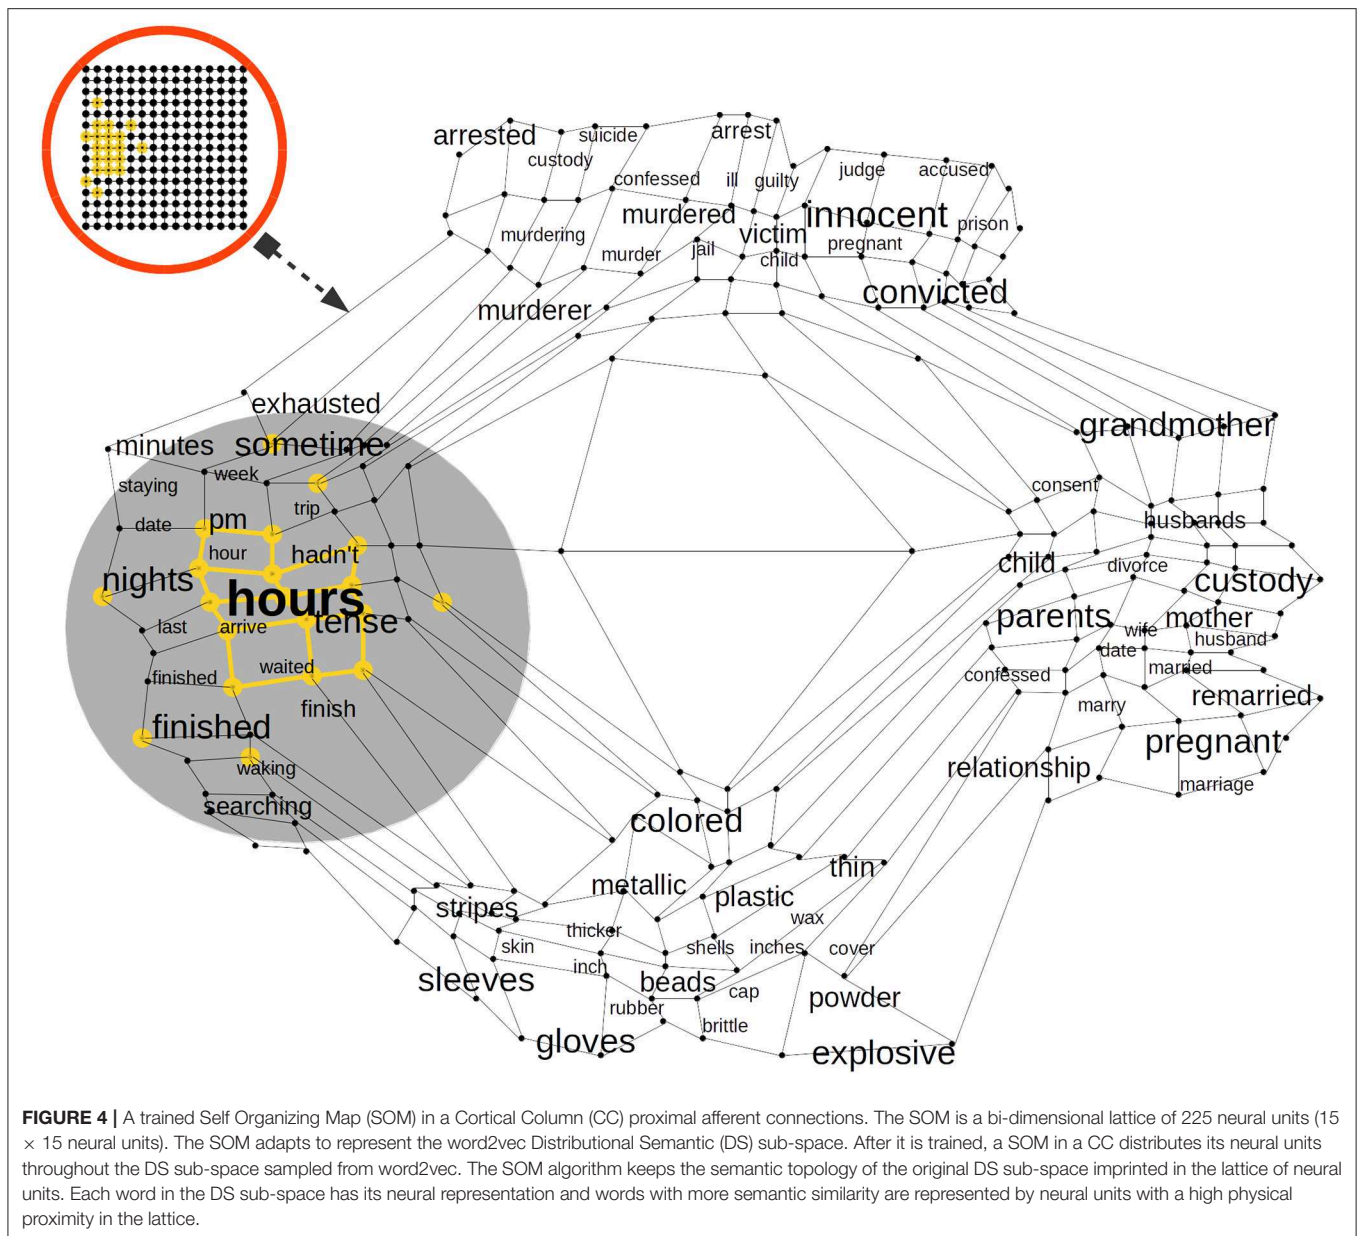 arrested
suicide
arrest
custody
judge
accused
confessed
ill
guilty
murdered
innocent
prison
murdering
victim
pregnant
murder
jail
child
convicted
murderer
exhausted
minutes
sometime
week
staying
trip
date
pm
hour
hadn't
nights
hours
last
arrive
tense
waited
finished
finish
finished
waking
searching
grandmother
consent
husbands
child
divorce
custody
parents
mother
wife
husband
date
married
confessed
remarried
marry
pregnant
relationship
marriage
colored
thin
metallic
plastic
stripes
wax
thicker
skin
shells
inches
cover
inch
sleeves
beads
cap
powder
rubber
brittle
gloves
explosive
FIGURE 4 | A trained Self Organizing Map (SOM) in a Cortical Column (CC) proximal afferent connections. The SOM is a bi-dimensional lattice of 225 neural units (15
× 15 neural units). The SOM adapts to represent the word2vec Distributional Semantic (DS) sub-space. After it is trained, a SOM in a CC distributes its neural units
throughout the DS sub-space sampled from word2vec. The SOM algorithm keeps the semantic topology of the original DS sub-space imprinted in the lattice of neural
units. Each word in the DS sub-space has its neural representation and words with more semantic similarity are represented by neural units with a high physical
proximity in the lattice.